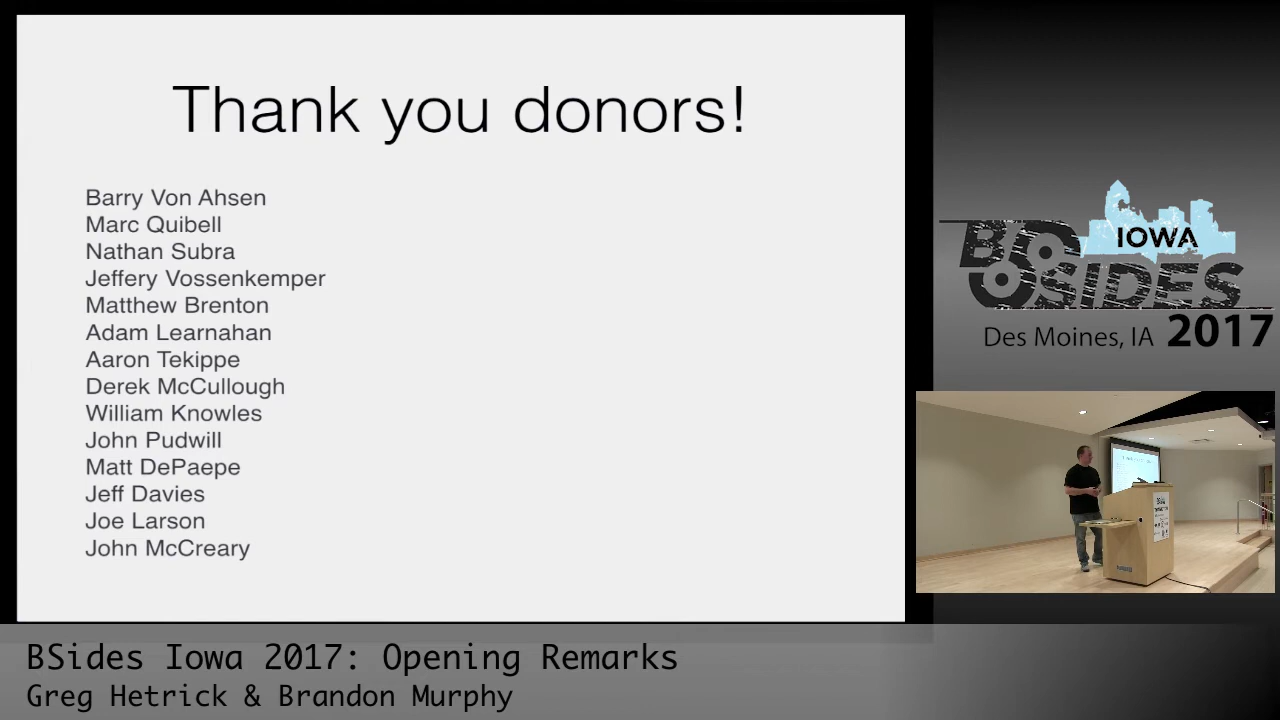 Thank you donors!
Barry Von Ahsen
Marc Quibell
Nathan Subra
Jeffery Vossenkemper
Matthew Brenton
Adam Learnahan
Aaron Tekippe
Derek McCullough
William Knowles
John Pudwill
Matt DePaepe
Jeff Davies
Joe Larson
John McCreary
IOWA
BSIDES
Des Moines, IA 2017
BSides Iowa 2017: Opening Remarks
Greg Hetrick & Brandon Murphy